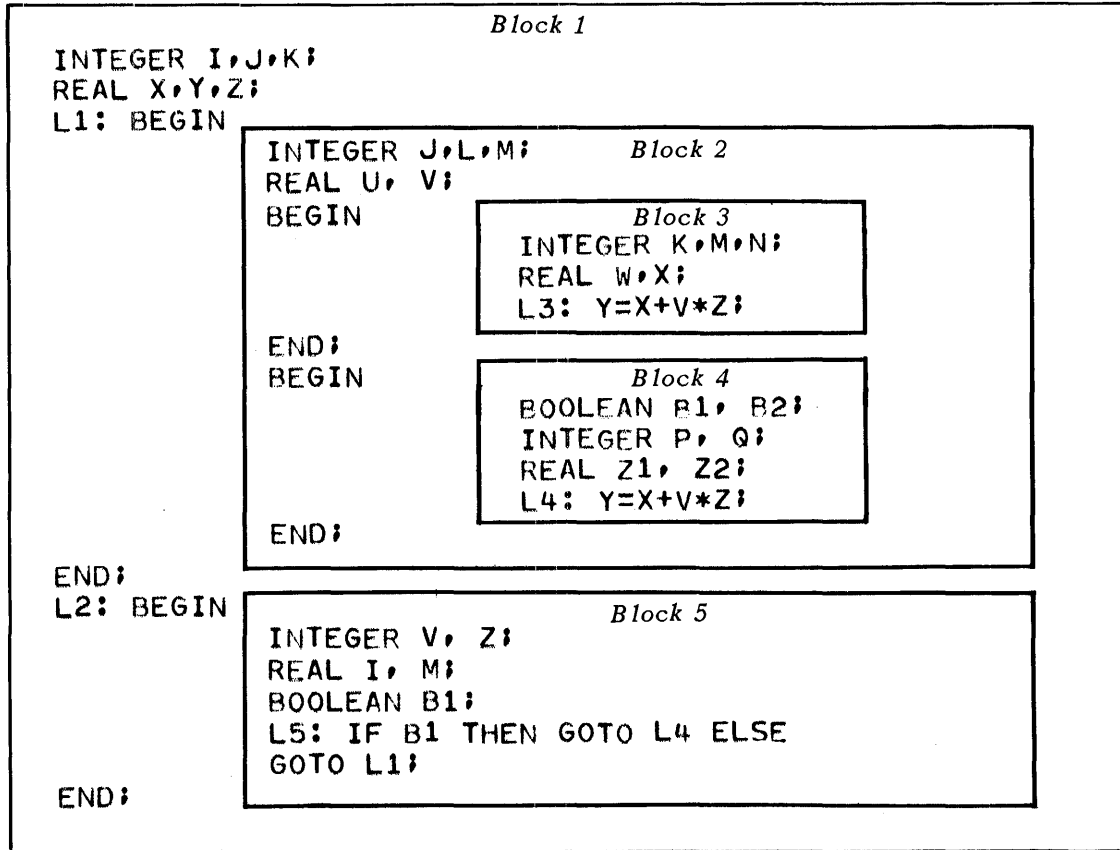 Block 1
INTEGER I,J,K;
REAL X,Y,Z;
L1: BEGIN
INTEGER J,L,M; Block 2
REAL U, V;
BEGIN Block 3
INTEGER K,M,N;
REAL W,X;
L3: Y=X+V*Z;
END;
BEGIN Block 4
BOOLEAN B1, B2;
INTEGER P, Q;
REAL Z1, Z2;
L4: Y=X+V*Z;
END;
END;
L2: BEGIN Block 5
INTEGER V, Z;
REAL I, M;
BOOLEAN B1;
L5: IF B1 THEN GOTO L4 ELSE
GOTO L1;
END;